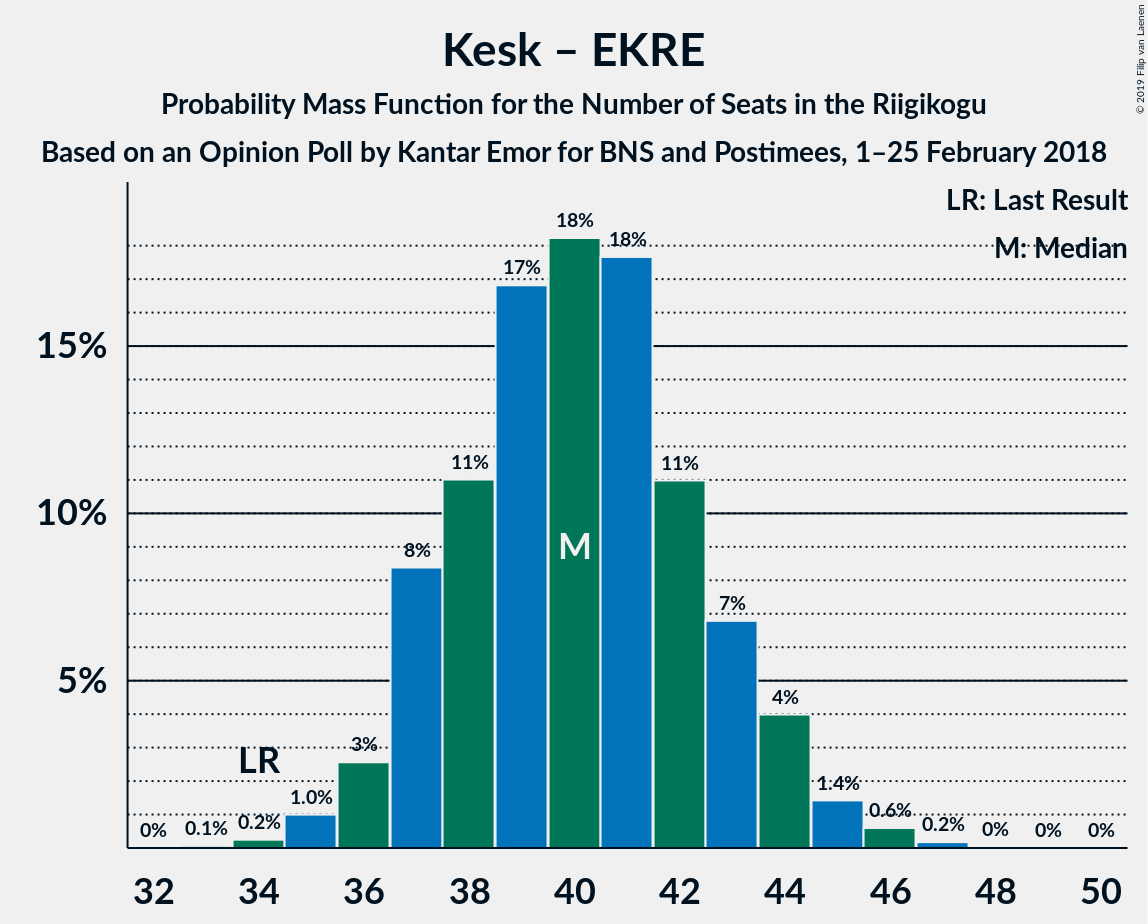 Kesk – EKRE
Probability Mass Function for the Number of Seats in the Riigikogu
Based on an Opinion Poll by Kantar Emor for BNS and Postimees, 1–25 February 2018
© 2019 Filip van Laenen
LR: Last Result
M: Median
15%
10%
5%
0%
0.1%
0.2%
1.0%
3%
8%
11%
17%
18%
18%
11%
7%
4%
1.4%
0.6%
0.2%
0%
0%
0%
LR
M
32 34 36 38 40 42 44 46 48 50